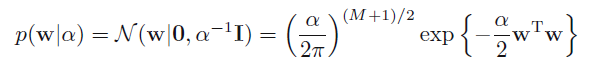 p(w|α) = 𝒩(w|0, α⁻¹I) = (α/2π)^{(M+1)/2} exp{−α/2 wᵀw}